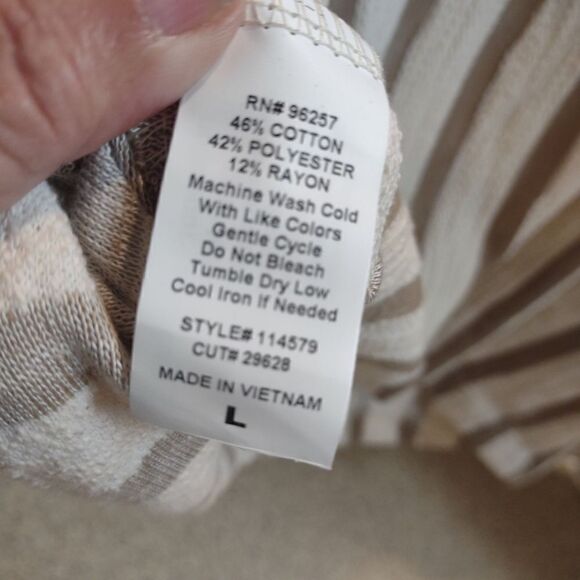 RN# 96257
46% COTTON
42% POLYESTER
12% RAYON
Machine Wash Cold
With Like Colors
Gentle Cycle
Do Not Bleach
Tumble Dry Low
Cool Iron If Needed
STYLE# 114579
CUT# 29628
MADE IN VIETNAM
L